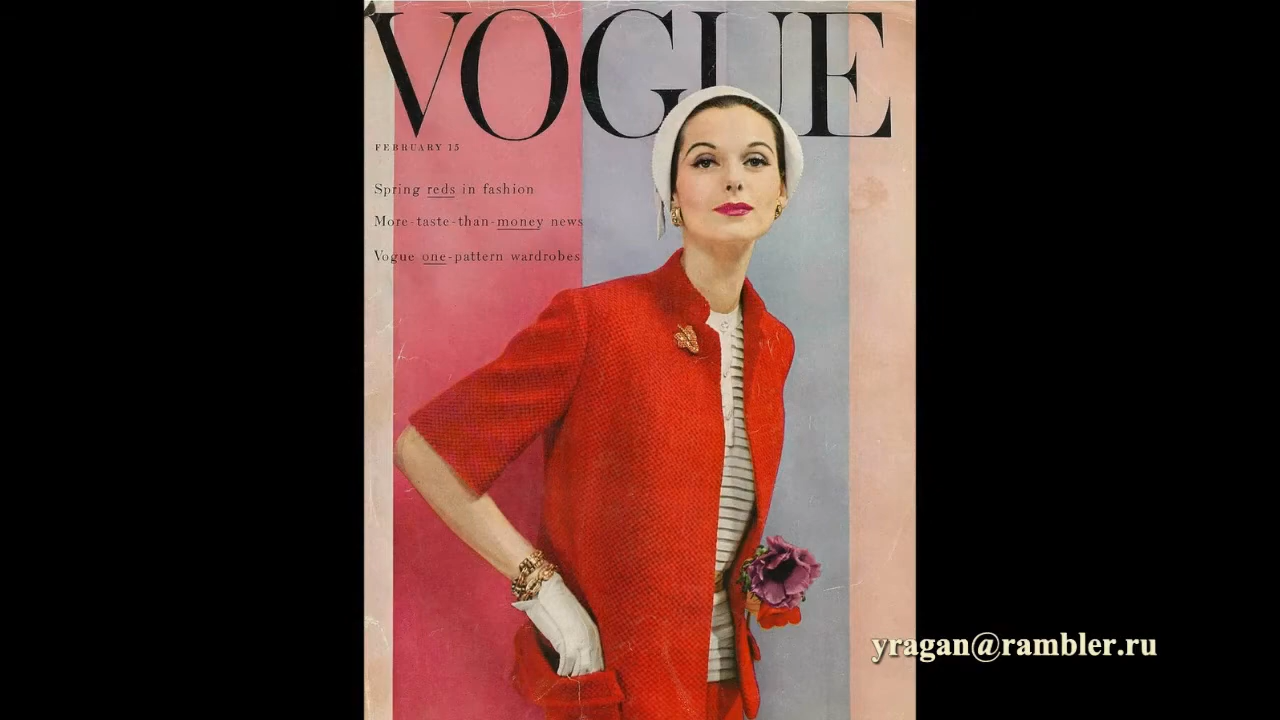 VOGUE
FEBRUARY 15
Spring reds in fashion
More-taste-than-money news
Vogue one-pattern wardrobes
yragan@rambler.ru